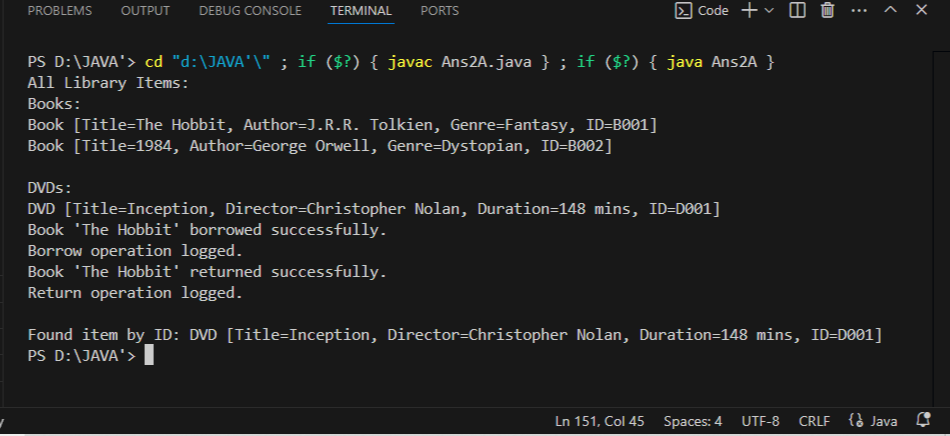 PROBLEMS OUTPUT DEBUG CONSOLE TERMINAL PORTS Code
PS D:\JAVA'> cd "d:\JAVA'\" ; if ($?) { javac Ans2A.java } ; if ($?) { java Ans2A }
All Library Items:
Books:
Book [Title=The Hobbit, Author=J.R.R. Tolkien, Genre=Fantasy, ID=B001]
Book [Title=1984, Author=George Orwell, Genre=Dystopian, ID=B002]
DVDs:
DVD [Title=Inception, Director=Christopher Nolan, Duration=148 mins, ID=D001]
Book 'The Hobbit' borrowed successfully.
Borrow operation logged.
Book 'The Hobbit' returned successfully.
Return operation logged.
Found item by ID: DVD [Title=Inception, Director=Christopher Nolan, Duration=148 mins, ID=D001]
PS D:\JAVA'>
Ln 151, Col 45 Spaces: 4 UTF-8 CRLF Java